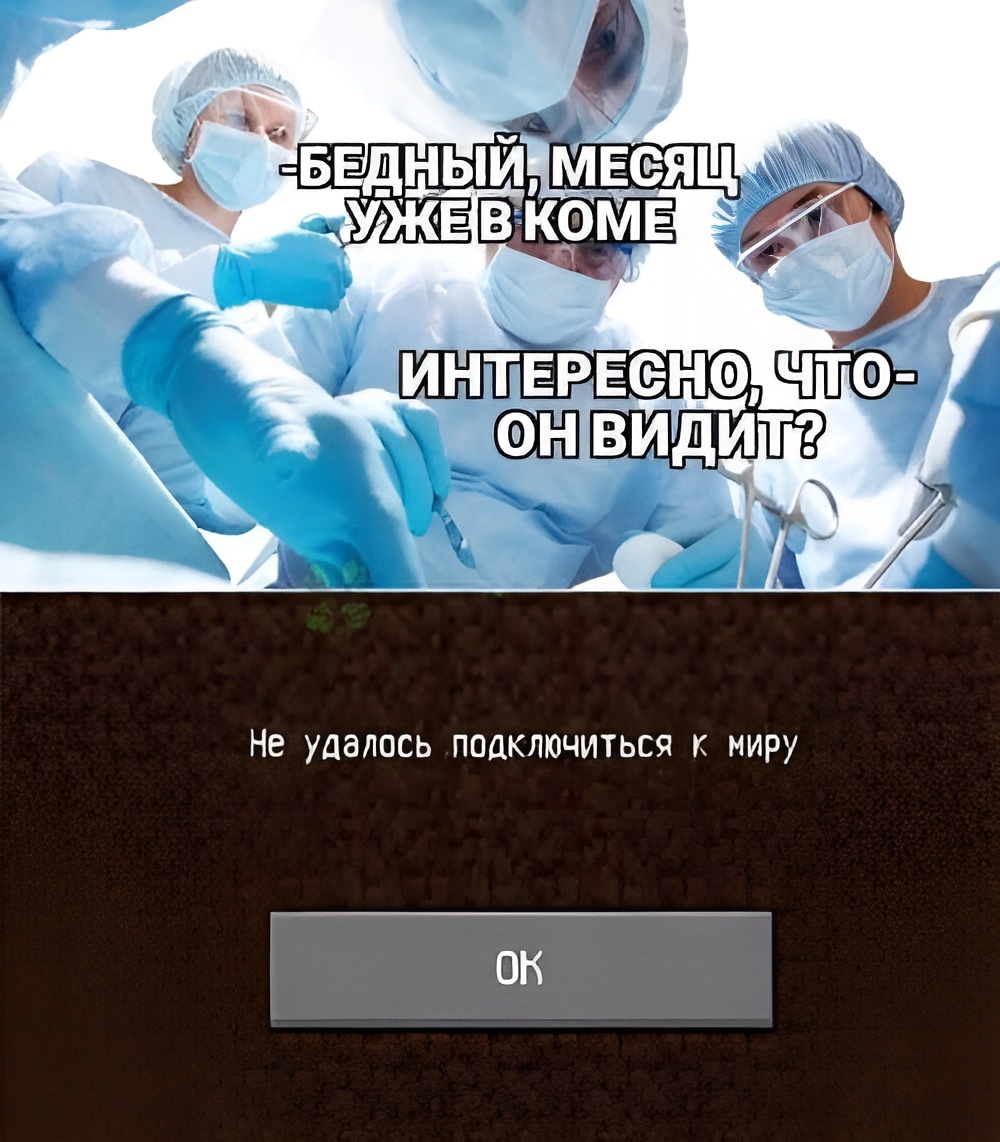 -БЕДНЫЙ, МЕСЯЦ
УЖЕ В КОМЕ
ИНТЕРЕСНО, ЧТО-
ОН ВИДИТ?
Не удалось подключиться к миру
ОК